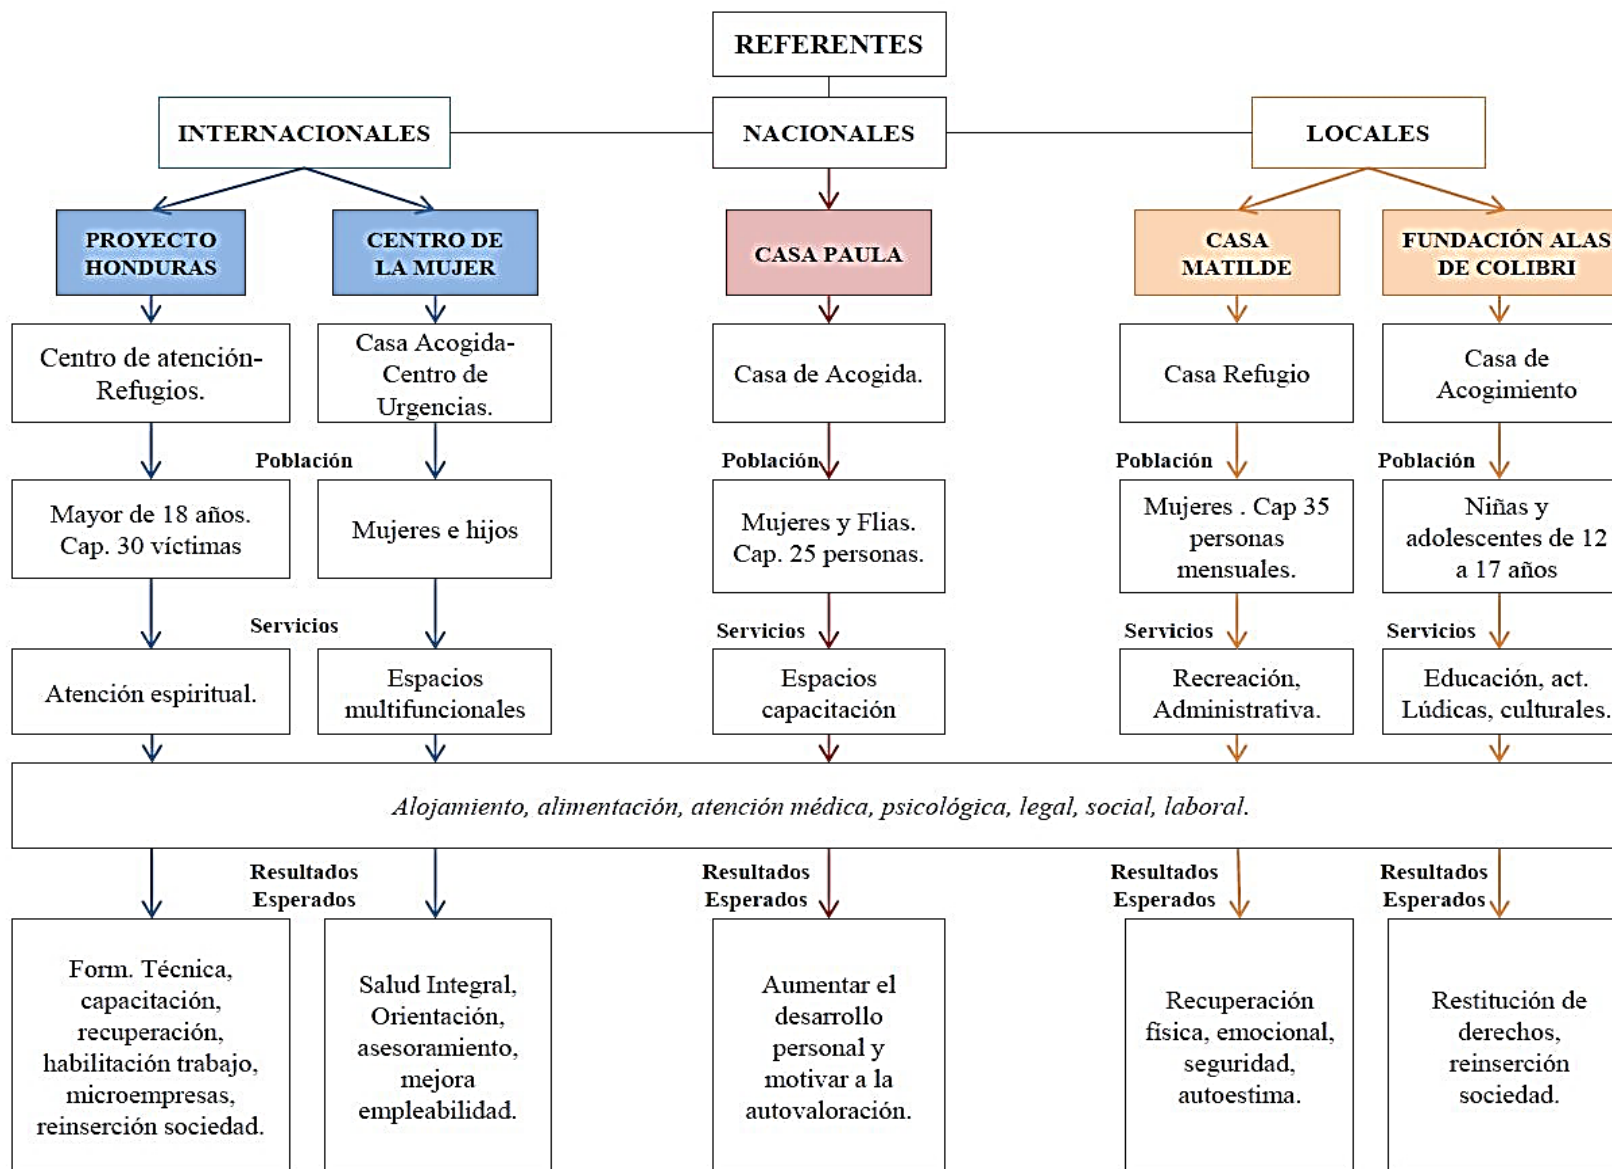 REFERENTES
INTERNACIONALES
NACIONALES
LOCALES
PROYECTO
HONDURAS
CENTRO DE
LA MUJER
CASA PAULA
CASA
MATILDE
FUNDACIÓN ALAS
DE COLIBRI
Centro de atención-
Refugios.
Casa Acogida-
Centro de
Urgencias.
Casa de Acogida.
Casa Refugio
Casa de
Acogimiento
Población
Población
Población
Población
Mayor de 18 años.
Cap. 30 víctimas
Mujeres e hijos
Mujeres y Flias.
Cap. 25 personas.
Mujeres . Cap 35
personas
mensuales.
Niñas y
adolescentes de 12
a 17 años
Servicios
Servicios
Servicios
Servicios
Atención espiritual.
Espacios
multifuncionales
Espacios
capacitación
Recreación,
Administrativa.
Educación, act.
Lúdicas, culturales.
Alojamiento, alimentación, atención médica, psicológica, legal, social, laboral.
Resultados
Esperados
Resultados
Esperados
Resultados
Esperados
Resultados
Esperados
Form. Técnica,
capacitación,
recuperación,
habilitación trabajo,
microempresas,
reinserción sociedad.
Salud Integral,
Orientación,
asesoramiento,
mejora
empleabilidad.
Aumentar el
desarrollo
personal y
motivar a la
autovaloración.
Recuperación
física, emocional,
seguridad,
autoestima.
Restitución de
derechos,
reinserción
sociedad.